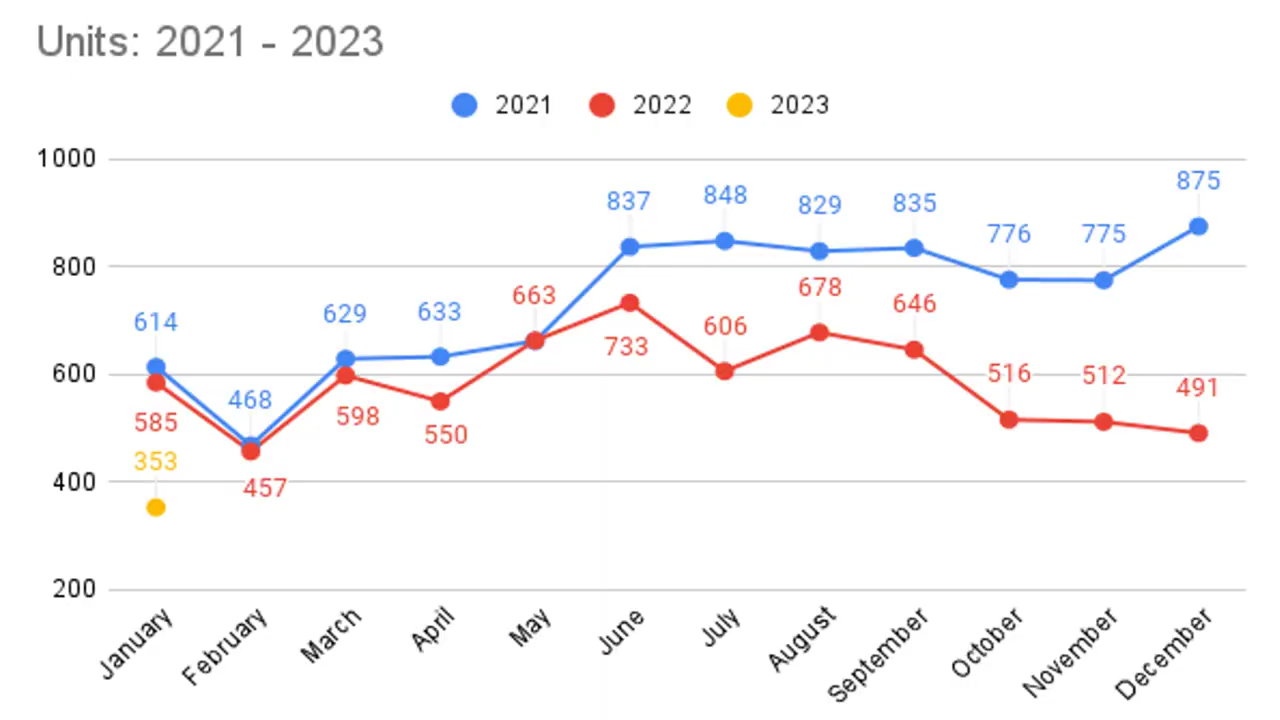 Units: 2021 - 2023
2021 2022 2023
1000
800
600
400
200
614 468 629 633 837 848 829 835 776 775 875
585 457 598 550 663 733 606 678 646 516 512 491
353
January February March April May June July August September October November December